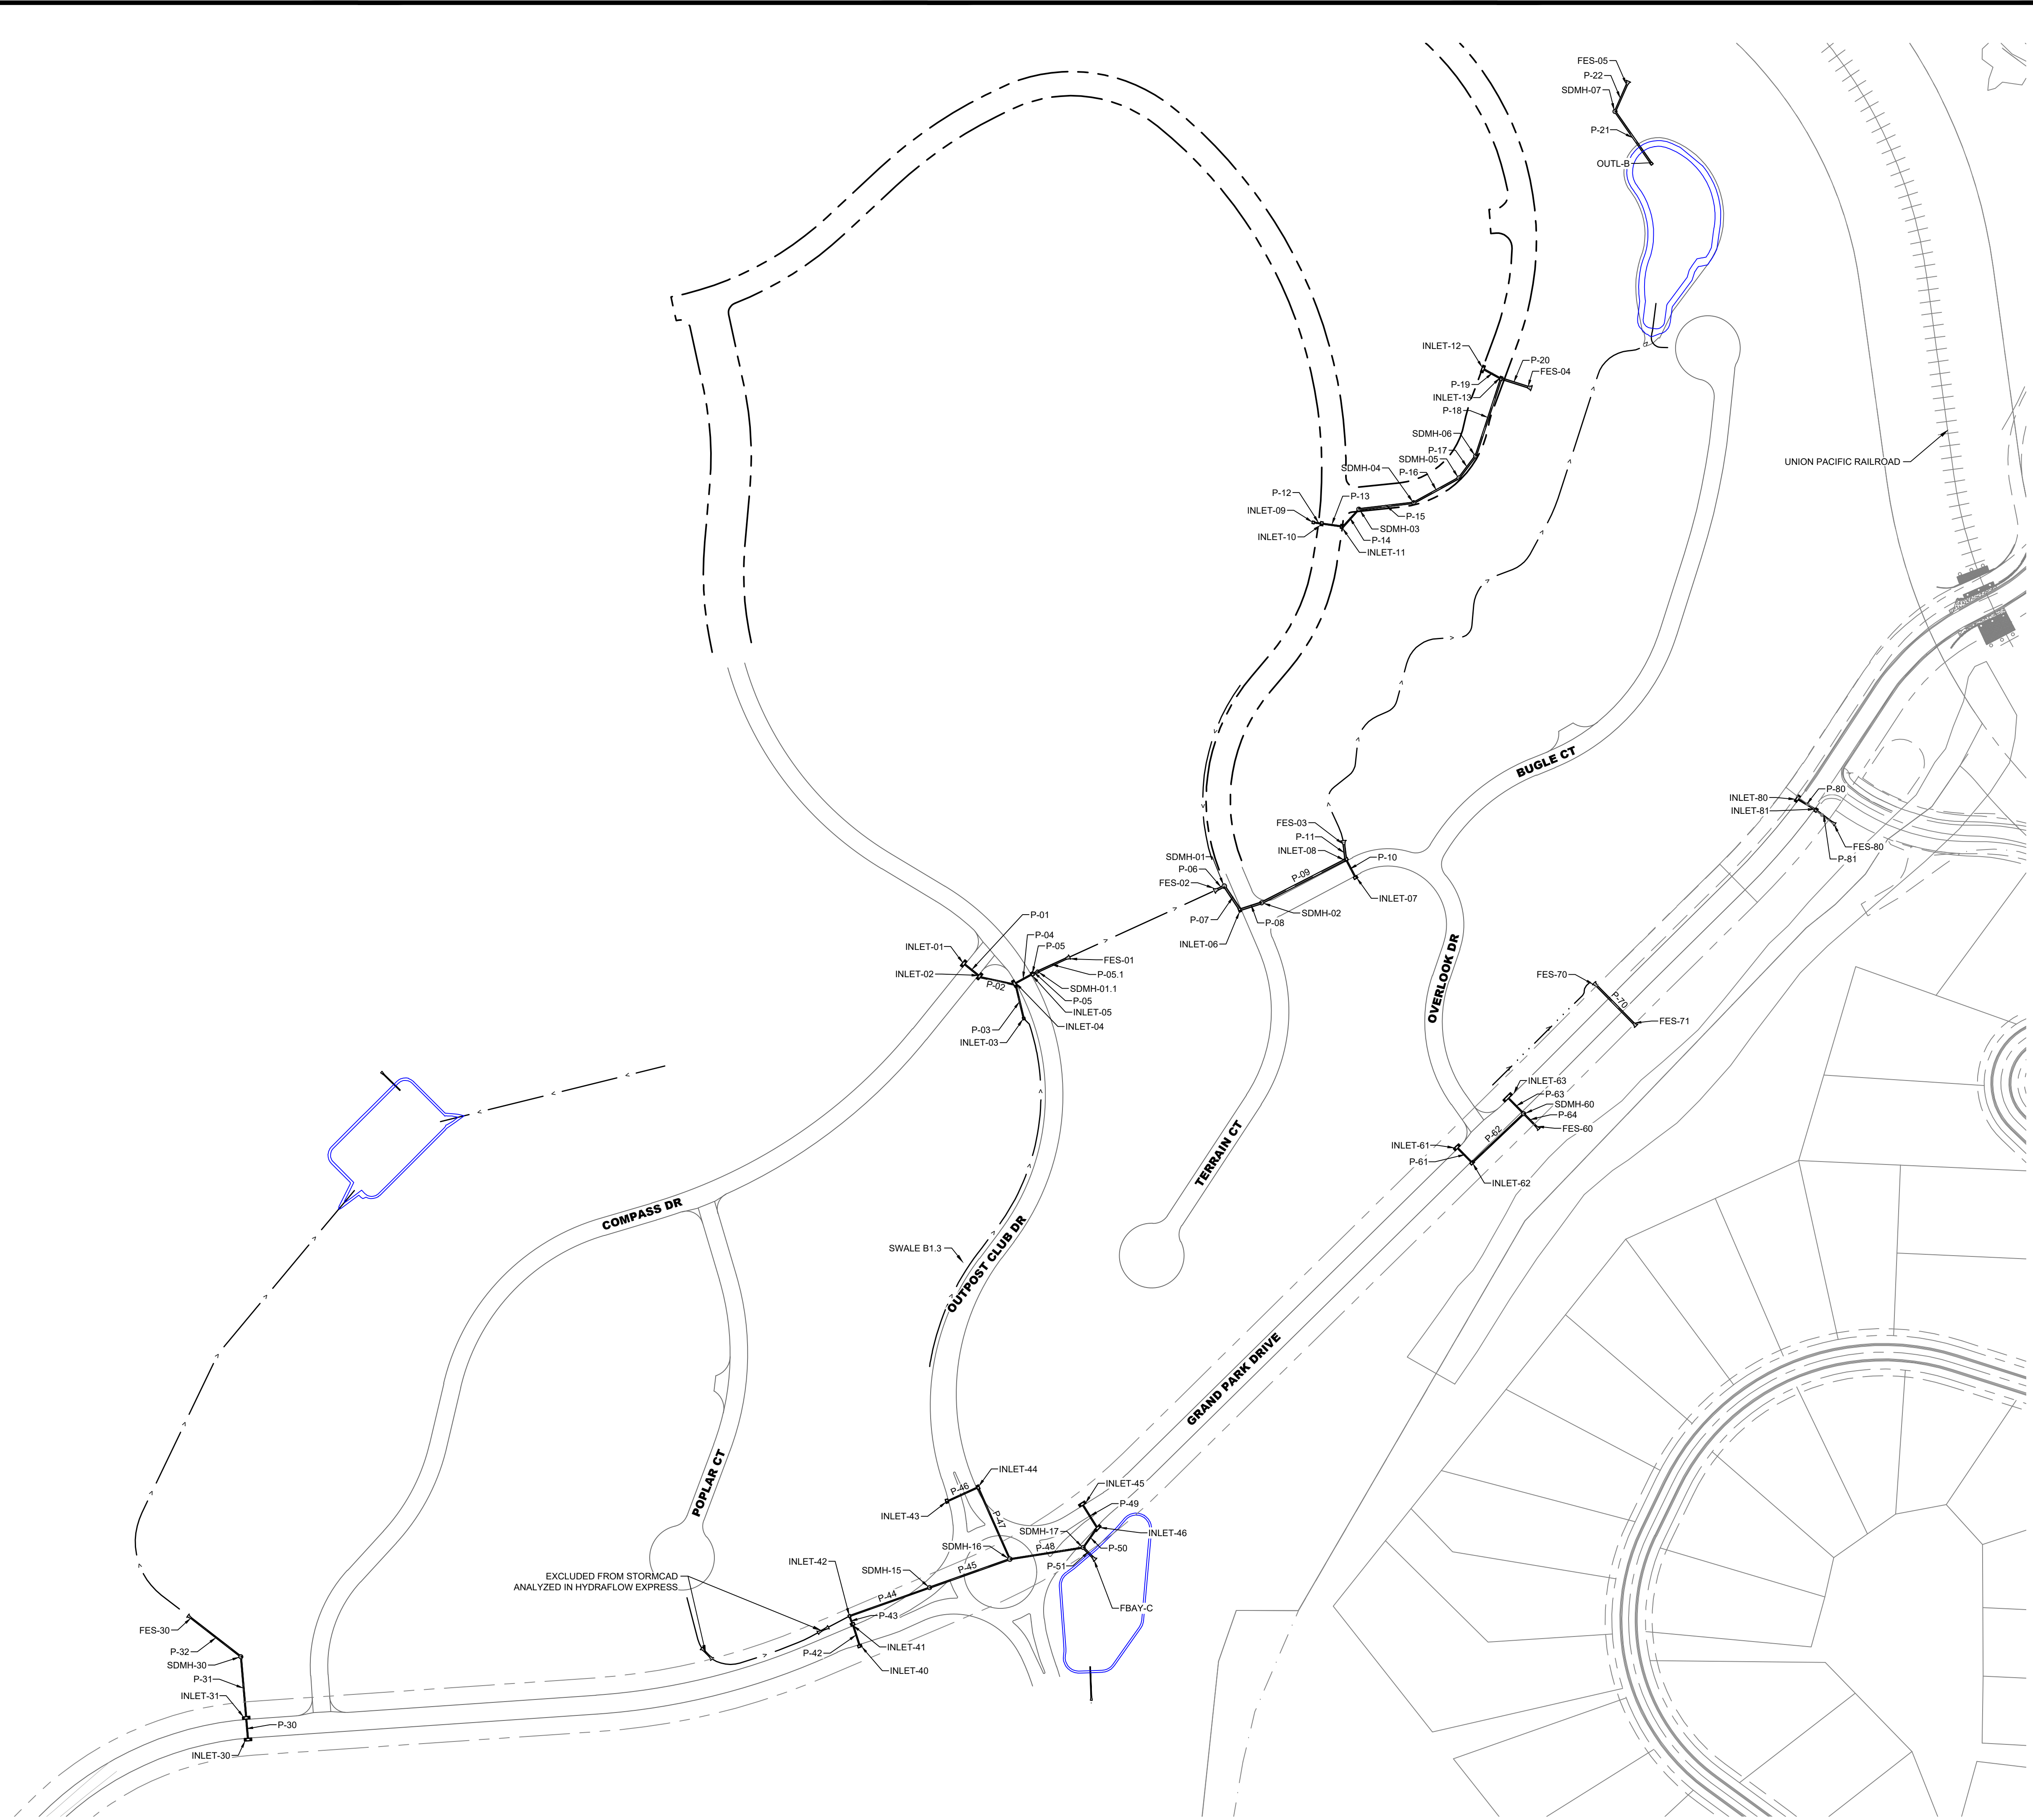 FES-05
P-22
SDMH-07
P-21
OUTL-B
INLET-12
P-20
FES-04
P-19
INLET-13
P-18
SDMH-06
P-17
SDMH-05
SDMH-04
P-16
UNION PACIFIC RAILROAD
P-12
P-13
INLET-09
P-15
SDMH-03
INLET-10
P-14
INLET-11
BUGLE CT
INLET-80
P-80
INLET-81
FES-80
P-81
FES-03
P-11
INLET-08
P-10
SDMH-01
P-06
FES-02
P-09
INLET-07
P-07
P-08
SDMH-02
INLET-06
P-01
P-04
P-05
INLET-01
FES-01
INLET-02
P-05.1
P-02
SDMH-01.1
P-05
INLET-05
P-03
INLET-04
INLET-03
OVERLOOK DR
FES-70
P-70
FES-71
INLET-63
P-63
SDMH-60
P-64
FES-60
P-62
INLET-61
P-61
INLET-62
TERRAIN CT
COMPASS DR
SWALE B1.3
OUTPOST CLUB DR
GRAND PARK DRIVE
POPLAR CT
INLET-44
P-46
INLET-43
P-47
INLET-45
P-49
SDMH-17
INLET-46
SDMH-16
P-48
P-50
P-51
INLET-42
SDMH-15
P-45
EXCLUDED FROM STORMCAD
ANALYZED IN HYDRAFLOW EXPRESS
P-44
FBAY-C
P-43
INLET-41
P-42
INLET-40
FES-30
P-32
SDMH-30
P-31
INLET-31
P-30
INLET-30